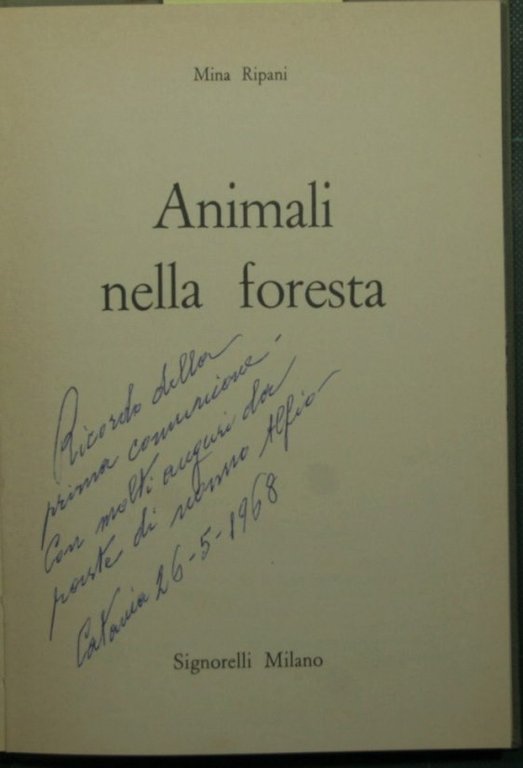 Mina Ripani
Animali
nella foresta
Ricordo della
prima comunione -
Con molti auguri da
parte di nonno Alfio -
Catania 26-5-1968
Signorelli Milano